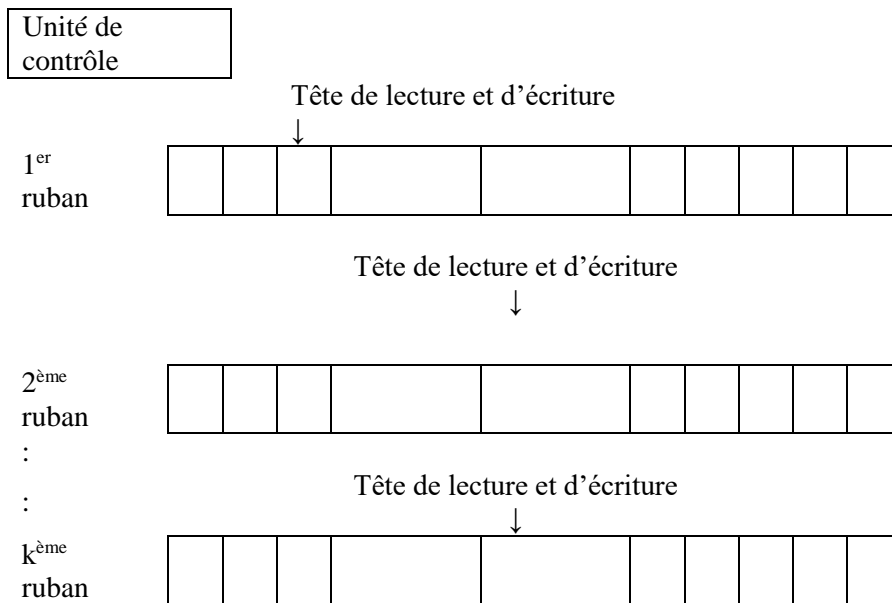 Unité de
contrôle
Tête de lecture et d’écriture
↓
1er
ruban
Tête de lecture et d’écriture
↓
2ème
ruban
:
:
Tête de lecture et d’écriture
↓
kème
ruban